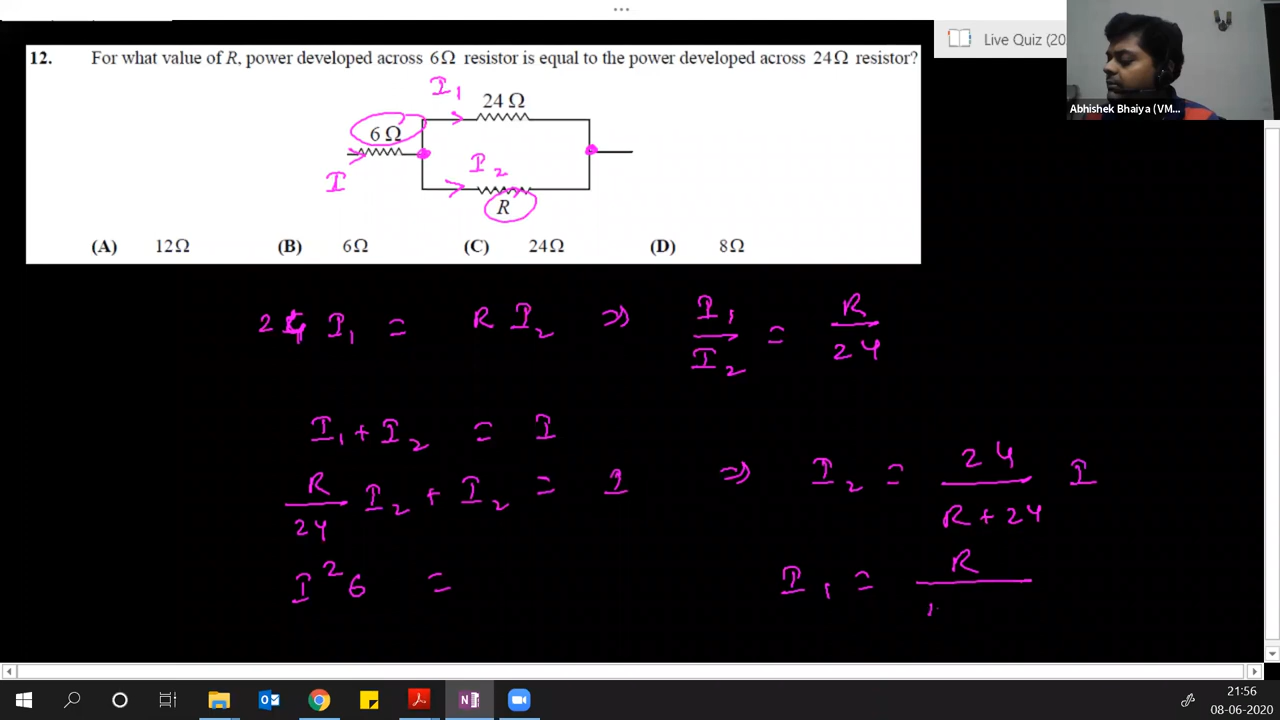 Live Quiz (20
Abhishek Bhaiya (VM...
12. For what value of R, power developed across 6Ω resistor is equal to the power developed across 24Ω resistor?
I₁
24 Ω
6 Ω
I₂
I
R
(A) 12Ω (B) 6Ω (C) 24Ω (D) 8Ω
24 I₁ = R I₂ ⇒ I₁/I₂ = R/24
I₁ + I₂ = I
R/24 I₂ + I₂ = I ⇒ I₂ = 24/(R + 24) I
I² 6 = I₁ = R/
21:56
08-06-2020